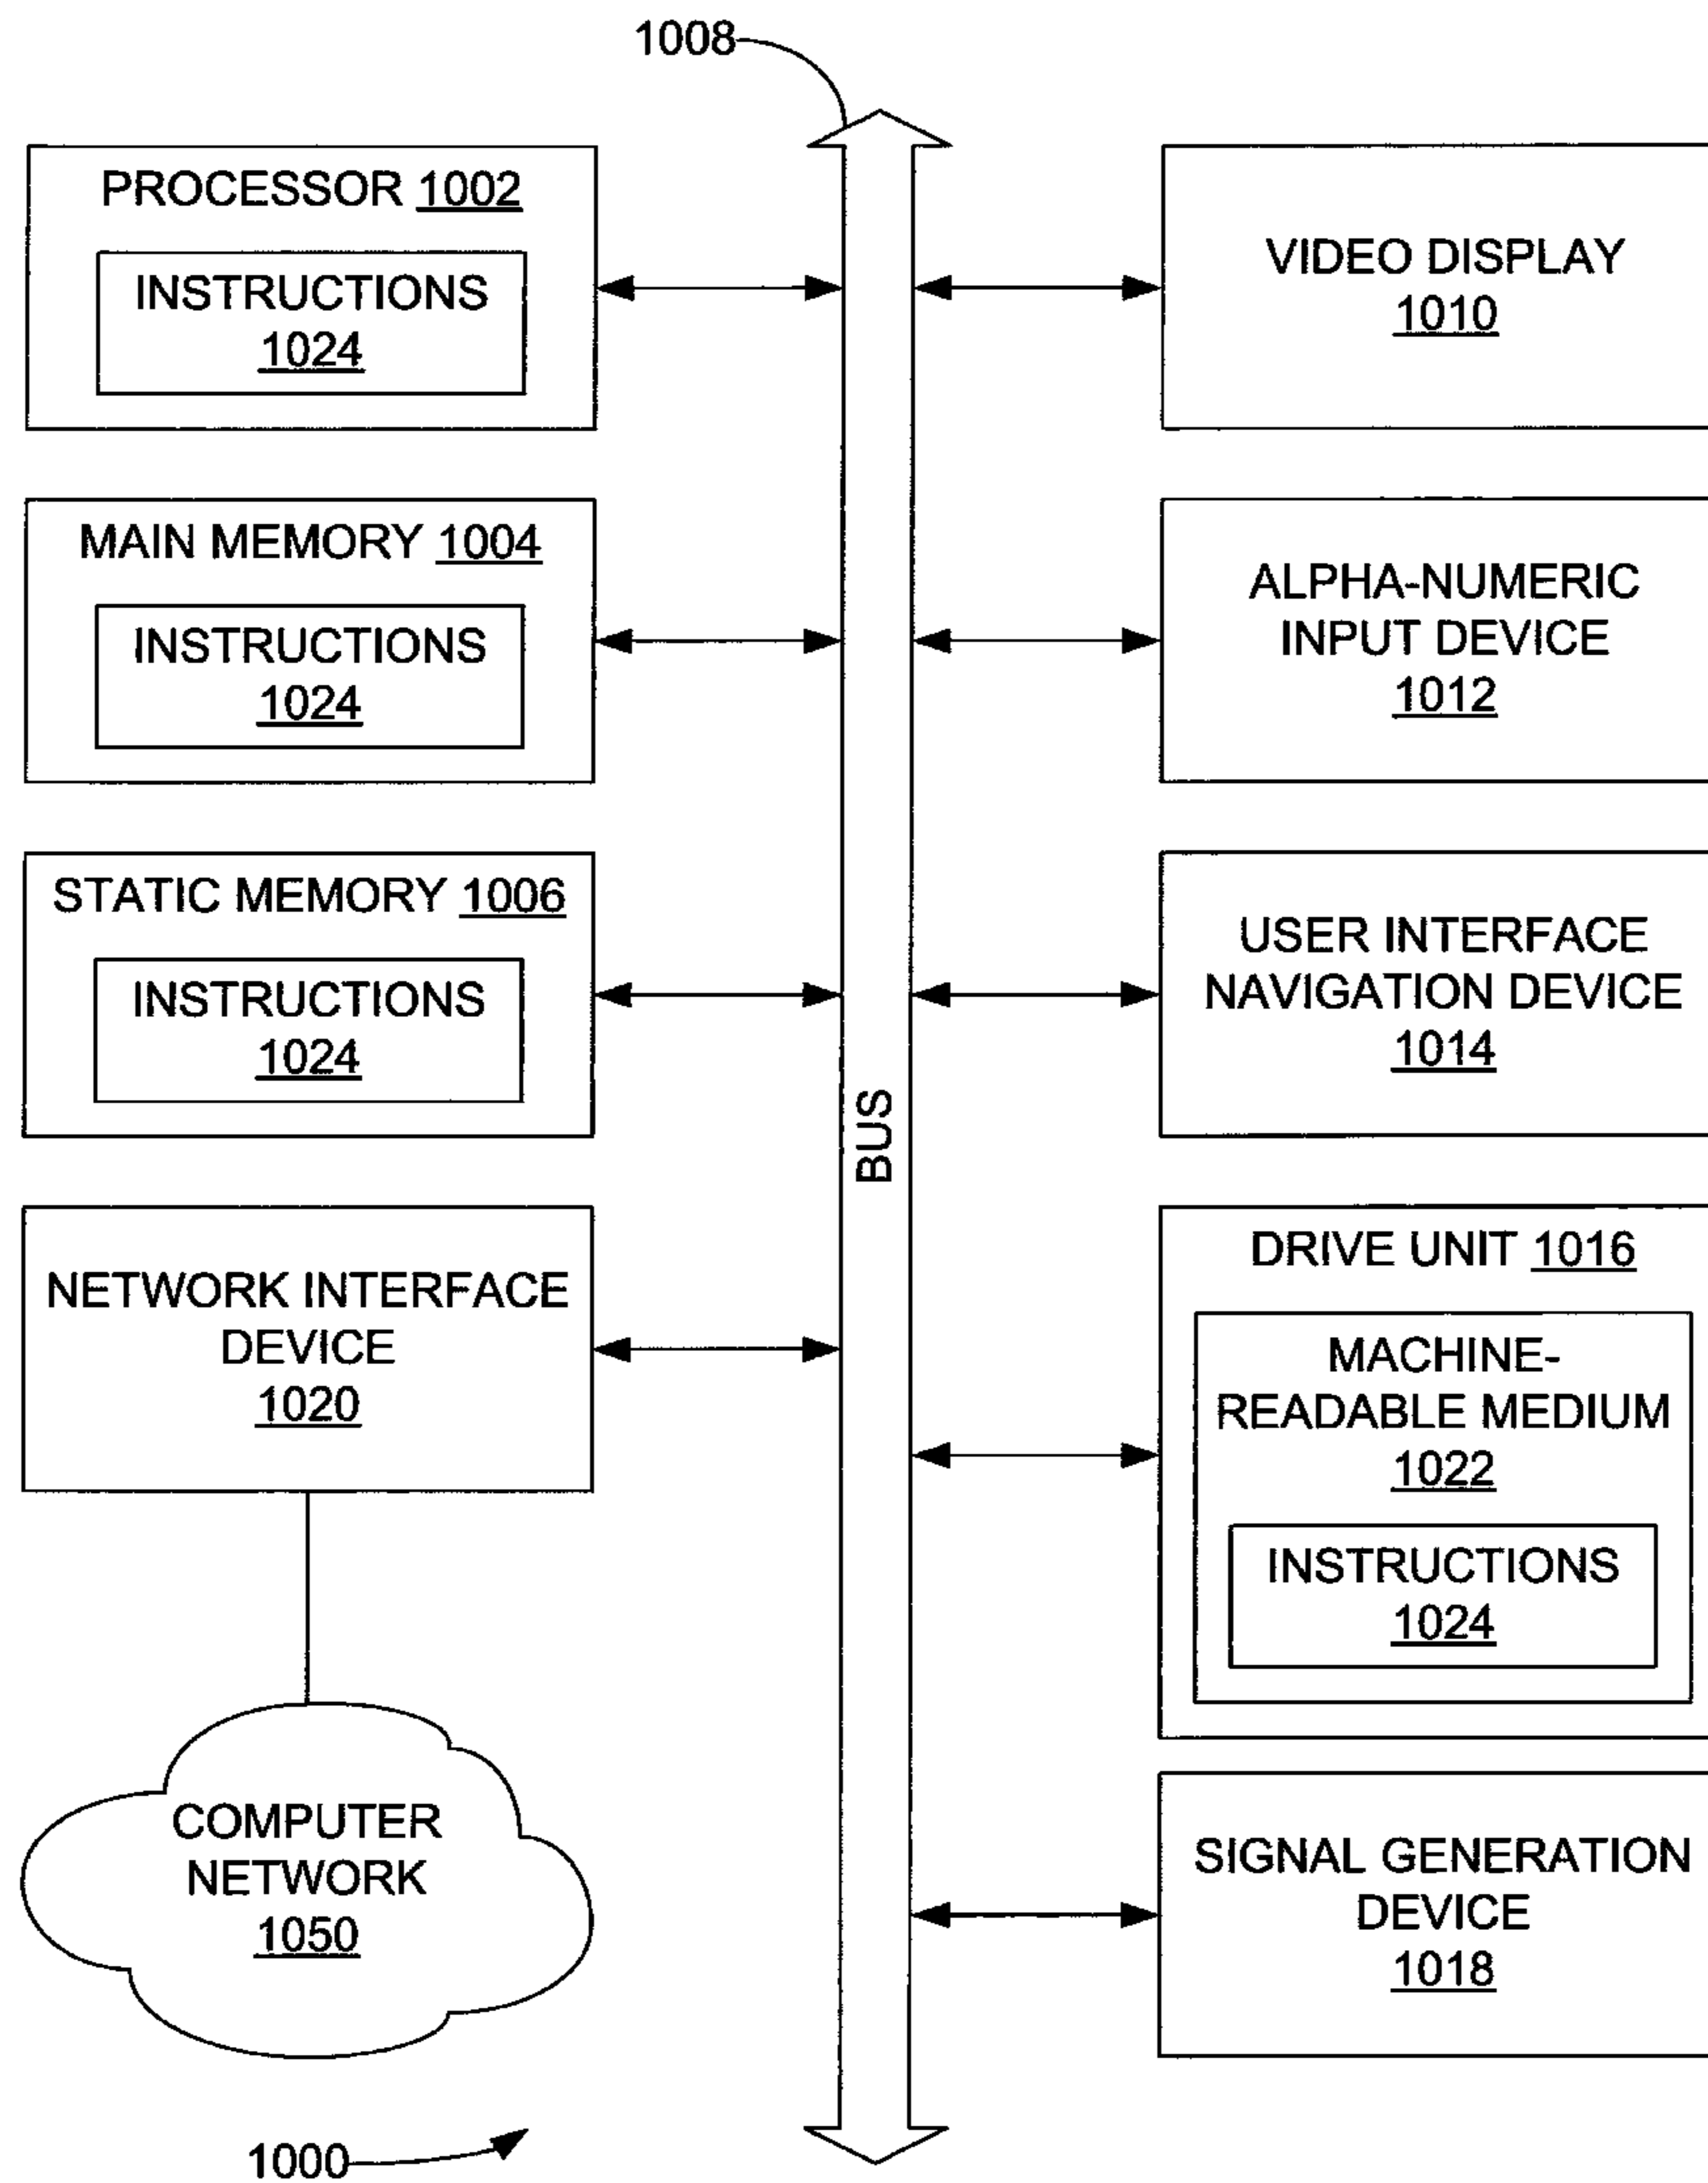 1008
PROCESSOR 1002
INSTRUCTIONS
1024
MAIN MEMORY 1004
INSTRUCTIONS
1024
STATIC MEMORY 1006
INSTRUCTIONS
1024
NETWORK INTERFACE
DEVICE
1020
COMPUTER
NETWORK
1050
1000
BUS
VIDEO DISPLAY
1010
ALPHA-NUMERIC
INPUT DEVICE
1012
USER INTERFACE
NAVIGATION DEVICE
1014
DRIVE UNIT 1016
MACHINE-
READABLE MEDIUM
1022
INSTRUCTIONS
1024
SIGNAL GENERATION
DEVICE
1018